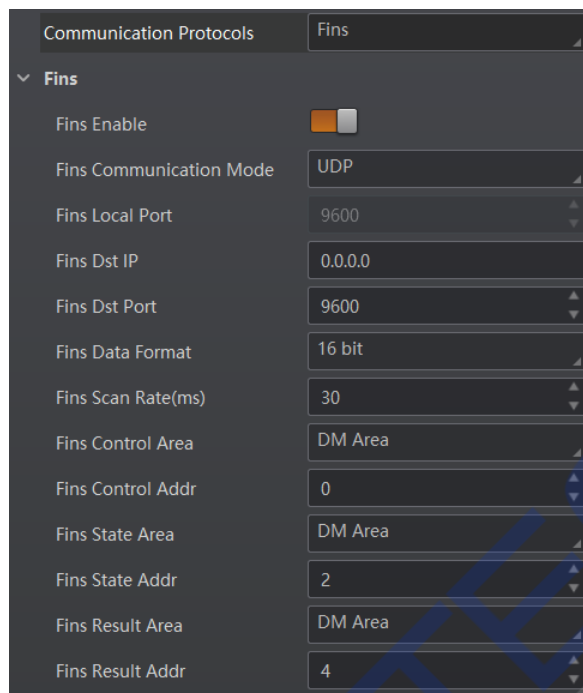 Communication Protocols Fins
Fins
Fins Enable
Fins Communication Mode UDP
Fins Local Port 9600
Fins Dst IP 0.0.0.0
Fins Dst Port 9600
Fins Data Format 16 bit
Fins Scan Rate(ms) 30
Fins Control Area DM Area
Fins Control Addr 0
Fins State Area DM Area
Fins State Addr 2
Fins Result Area DM Area
Fins Result Addr 4